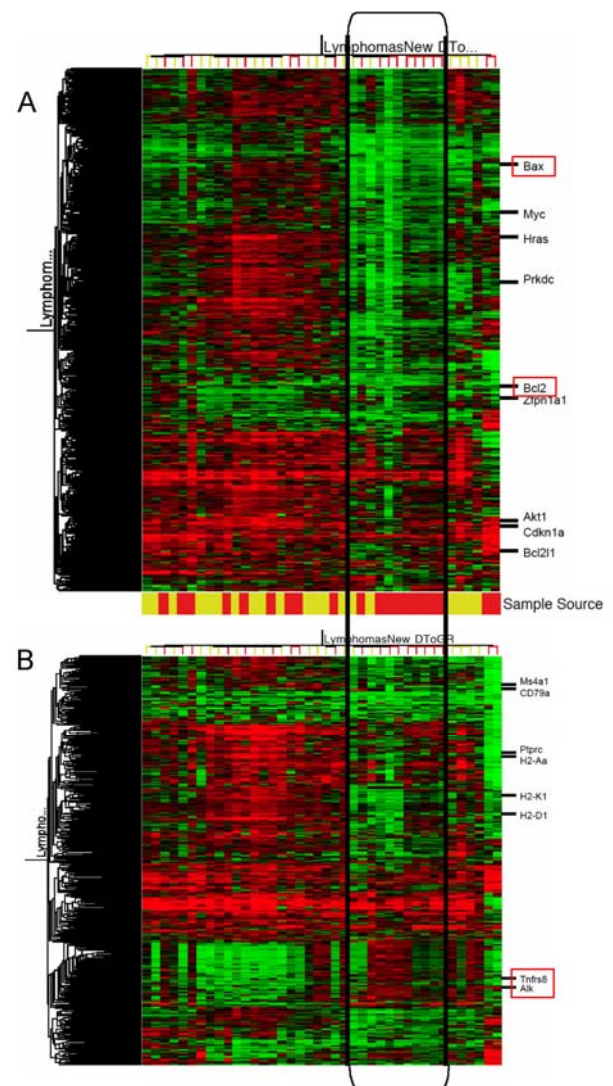 LymphomasNew DTo...
A
Lymphom...
Bax
Myc
Hras
Prkdc
Bcl2
Zfpn1a1
Akt1
Cdkn1a
Bcl2l1
Sample Source
B
LymphomasNew DToGR
Lympho...
Ms4a1
CD79a
Ptprc
H2-Aa
H2-K1
H2-D1
Tnfrs8
Alk